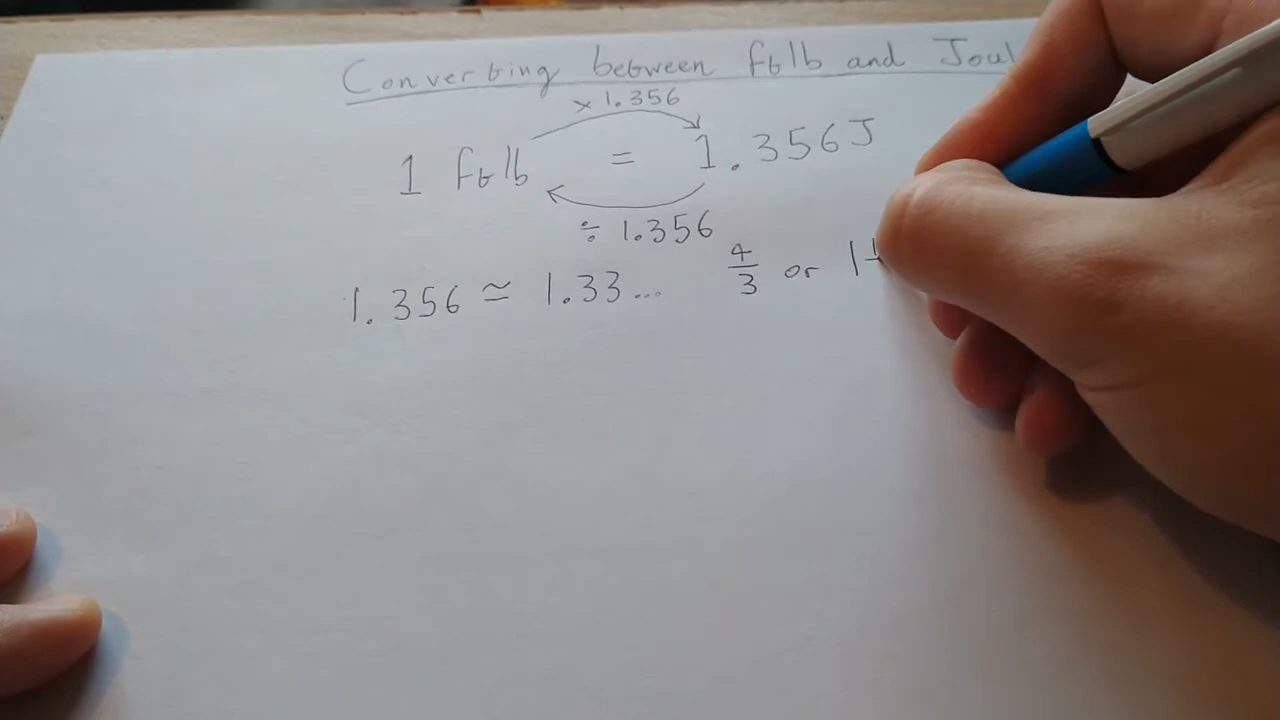 Converting between ftlb and Joul
× 1.356
1 ftlb = 1.356J
÷ 1.356
1.356 ≃ 1.33... 4/3 or 1